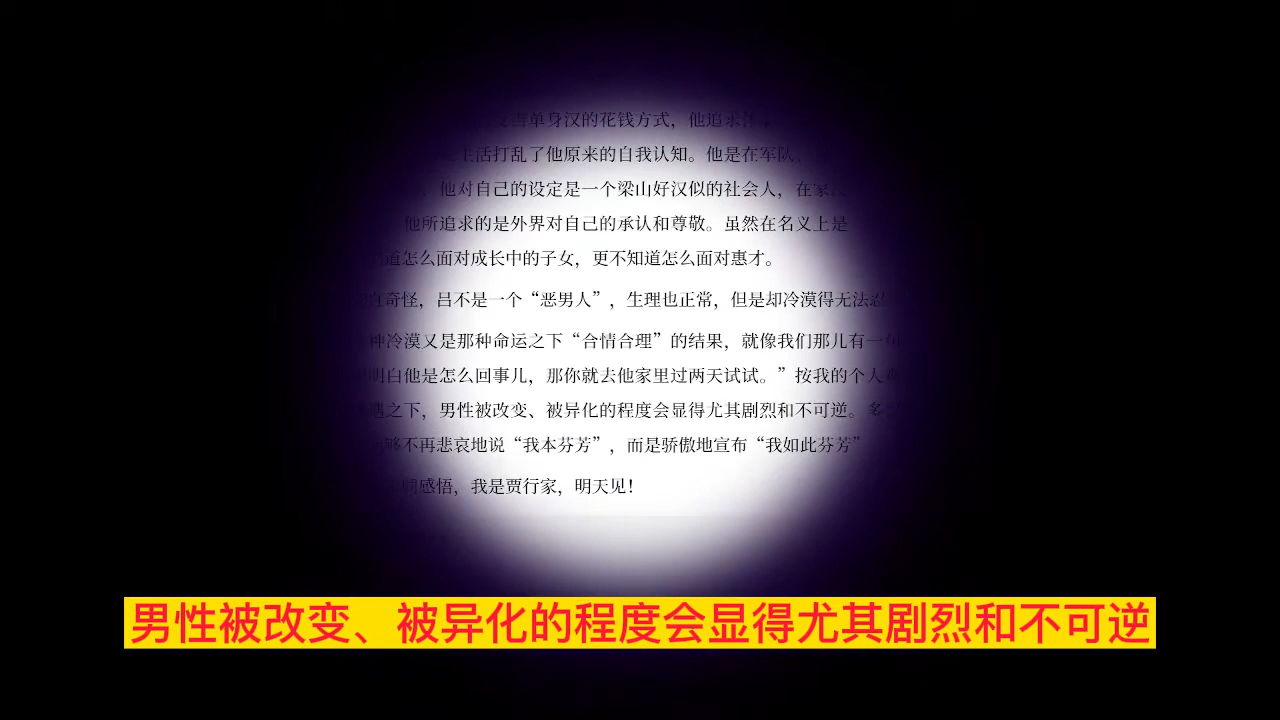 单身汉的花钱方式，他追求
生活打乱了他原来的自我认知。他是在军队，
他对自己的设定是一个梁山好汉似的社会人，在家
他所追求的是外界对自己的承认和尊敬。虽然在名义上是
道怎么面对成长中的子女，更不知道怎么面对惠才。
奇怪，吕不是一个“恶男人”，生理也正常，但是却冷漠得无法忍
种冷漠又是那种命运之下“合情合理”的结果，就像我们那儿有一句
明白他是怎么回事儿，那你就去他家里过两天试试。”按我的个人
遇之下，男性被改变、被异化的程度会显得尤其剧烈和不可逆。多
够不再悲哀地说“我本芬芳”，而是骄傲地宣布“我如此芬芳”
感悟，我是贾行家，明天见！
男性被改变、被异化的程度会显得尤其剧烈和不可逆